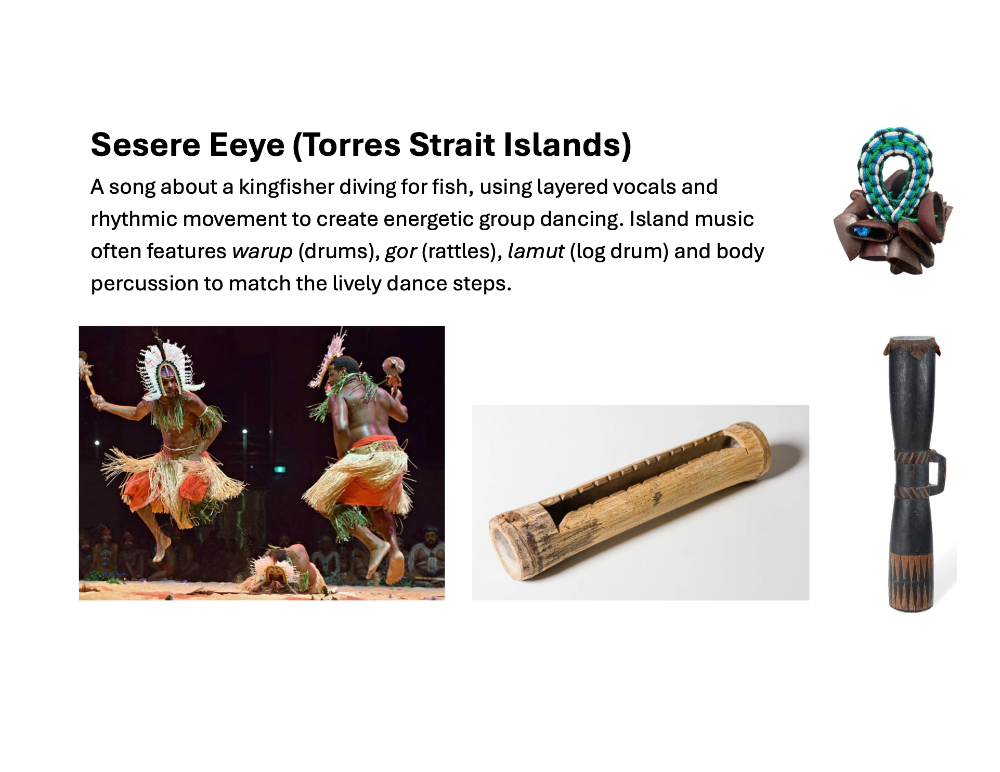 Sesere Eeye (Torres Strait Islands)
A song about a kingfisher diving for fish, using layered vocals and
rhythmic movement to create energetic group dancing. Island music
often features warup (drums), gor (rattles), lamut (log drum) and body
percussion to match the lively dance steps.